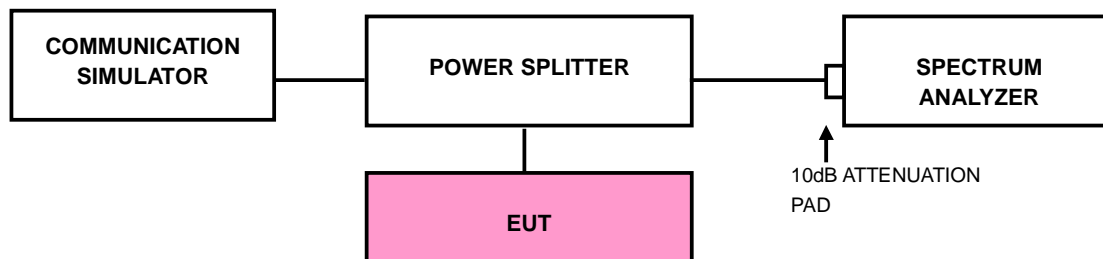 COMMUNICATION
SIMULATOR
POWER SPLITTER
SPECTRUM
ANALYZER
10dB ATTENUATION
PAD
EUT